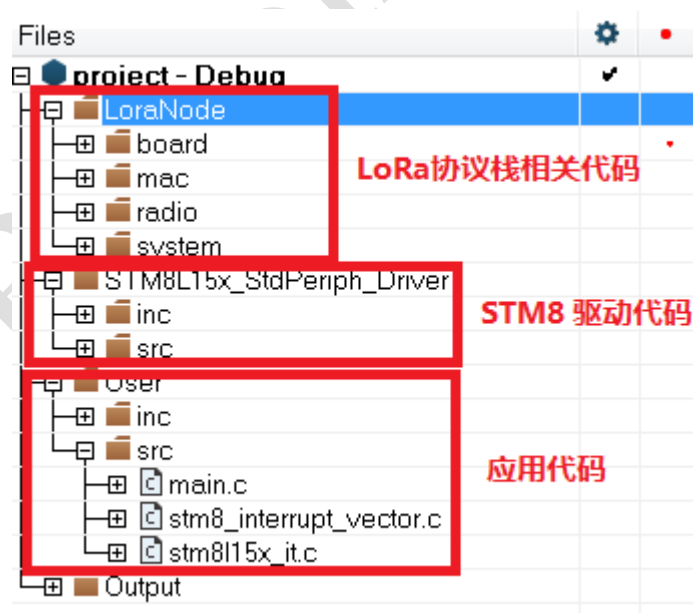 Files
project - Debug
LoraNode
board
mac
radio
system
LoRa协议栈相关代码
STM8L15x_StdPeriph_Driver
inc
src
STM8 驱动代码
User
inc
src
main.c
stm8_interrupt_vector.c
stm8l15x_it.c
应用代码
Output